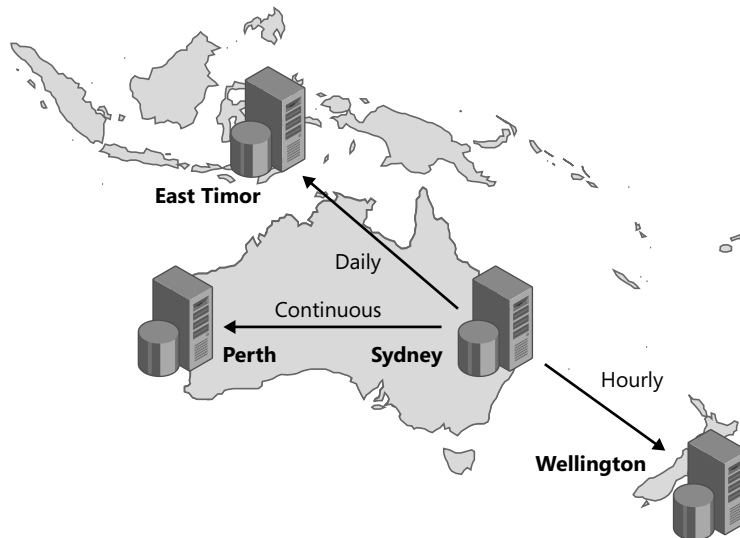 East Timor
Daily
Continuous
Perth
Sydney
Hourly
Wellington